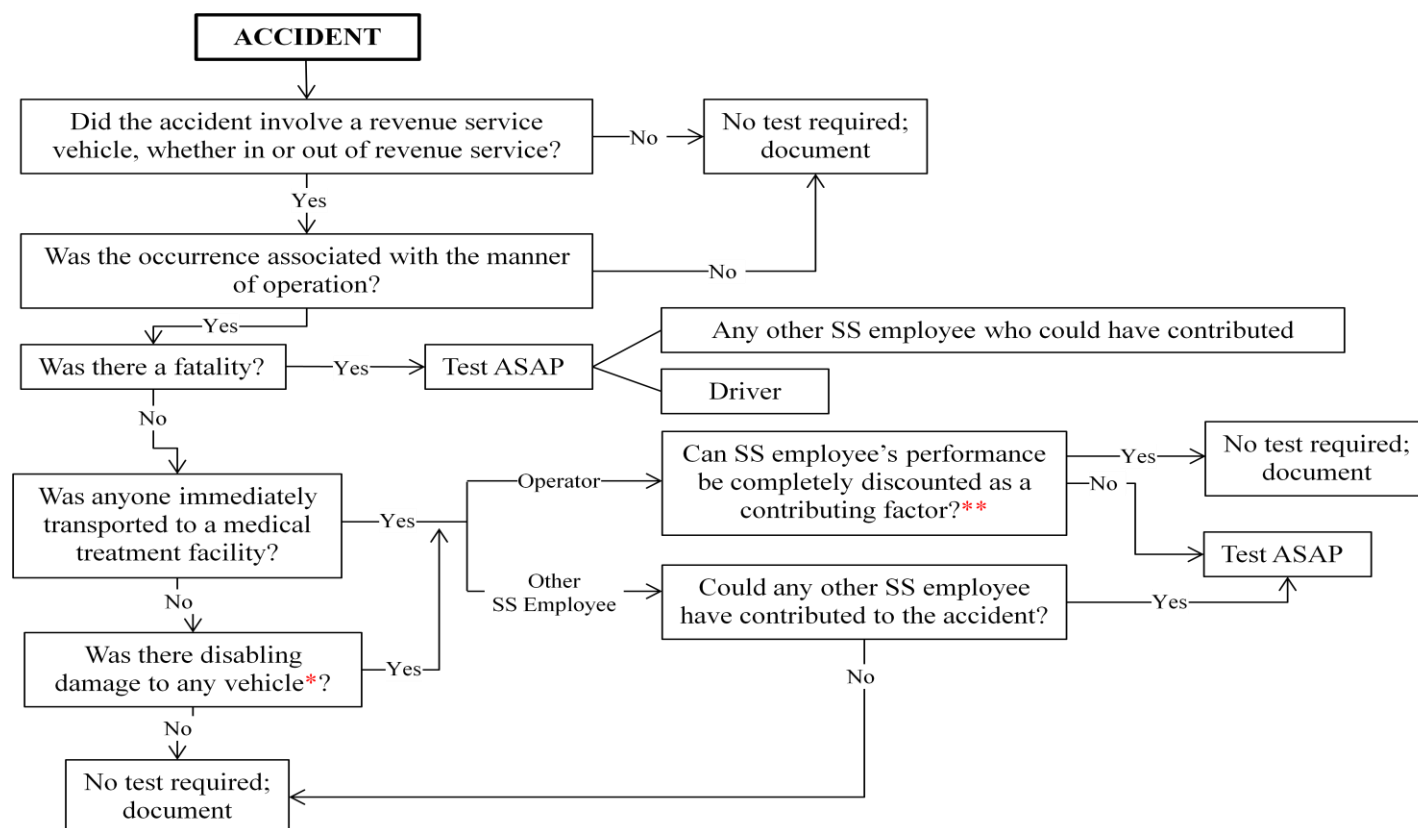 ACCIDENT
Did the accident involve a revenue service
vehicle, whether in or out of revenue service?
No
No test required;
document
Yes
Was the occurrence associated with the manner
of operation?
No
Yes
Was there a fatality?
Yes
Test ASAP
Any other SS employee who could have contributed
Driver
No
Was anyone immediately
transported to a medical
treatment facility?
Yes
Operator
Can SS employee’s performance
be completely discounted as a
contributing factor?**
Yes
No test required;
document
No
Test ASAP
Other
SS Employee
Could any other SS employee
have contributed to the accident?
Yes
No
No
Was there disabling
damage to any vehicle*?
Yes
No
No test required;
document